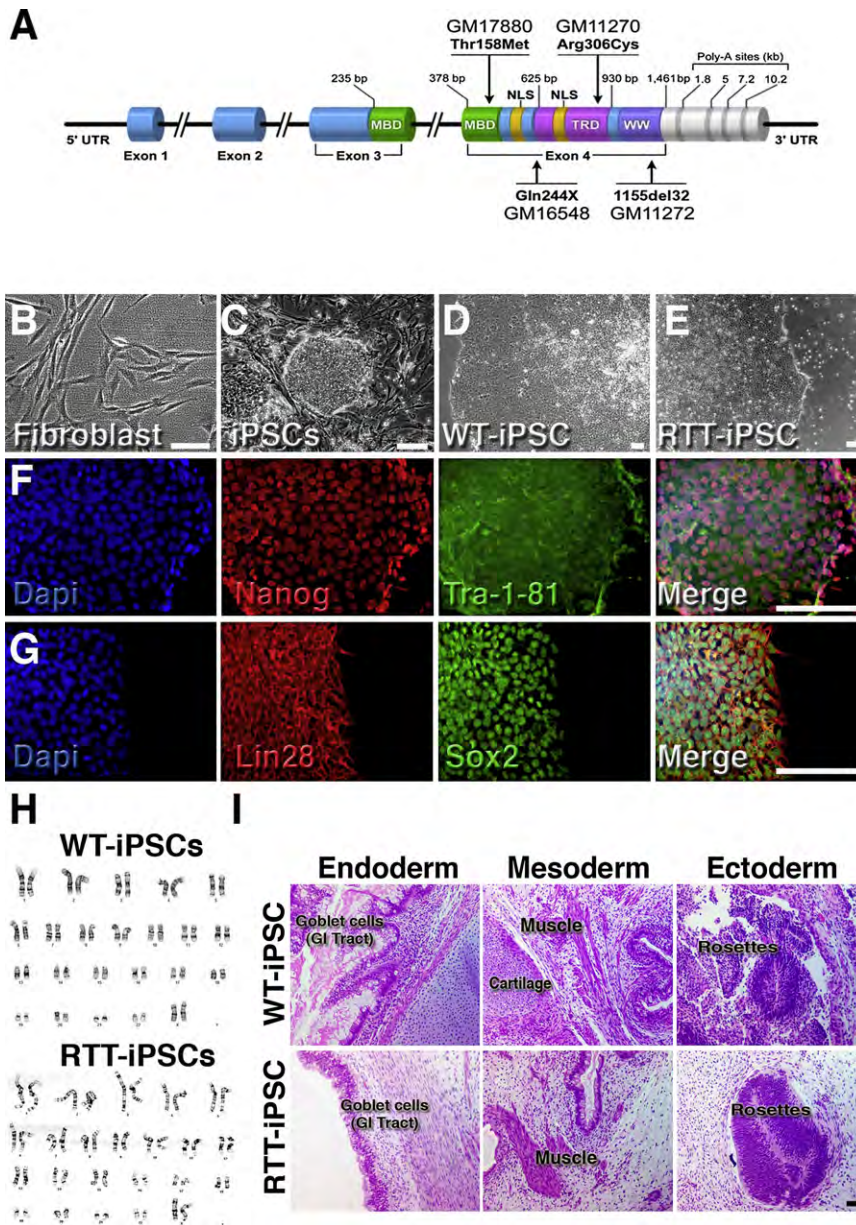 A
GM17880
Thr158Met
GM11270
Arg306Cys
Poly-A sites (kb)
235 bp
378 bp
625 bp
930 bp
1,461bp
1.8
5
7.2
10.2
NLS
NLS
MBD
MBD
TRD
WW
5' UTR
3' UTR
Exon 1
Exon 2
Exon 3
Exon 4
Gln244X
GM16548
1155del32
GM11272
B
Fibroblast
C
iPSCs
D
WT-iPSC
E
RTT-iPSC
F
Dapi
Nanog
Tra-1-81
Merge
G
Dapi
Lin28
Sox2
Merge
H
WT-iPSCs
RTT-iPSCs
I
Endoderm
Mesoderm
Ectoderm
WT-iPSC
Goblet cells
(GI Tract)
Muscle
Cartilage
Rosettes
RTT-iPSC
Goblet cells
(GI Tract)
Muscle
Rosettes